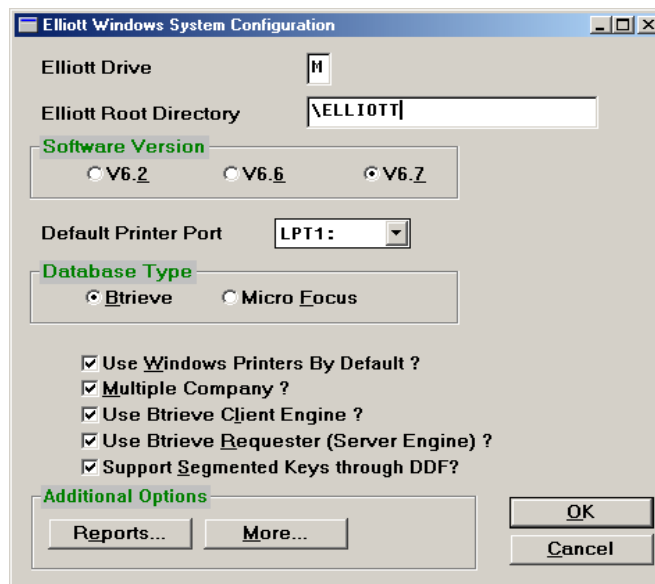 Elliott Windows System Configuration
Elliott Drive M
Elliott Root Directory \ELLIOTT
Software Version
V6.2 V6.6 V6.7
Default Printer Port LPT1:
Database Type
Btrieve Micro Focus
Use Windows Printers By Default ?
Multiple Company ?
Use Btrieve Client Engine ?
Use Btrieve Requester (Server Engine) ?
Support Segmented Keys through DDF?
Additional Options
Reports... More...
OK
Cancel